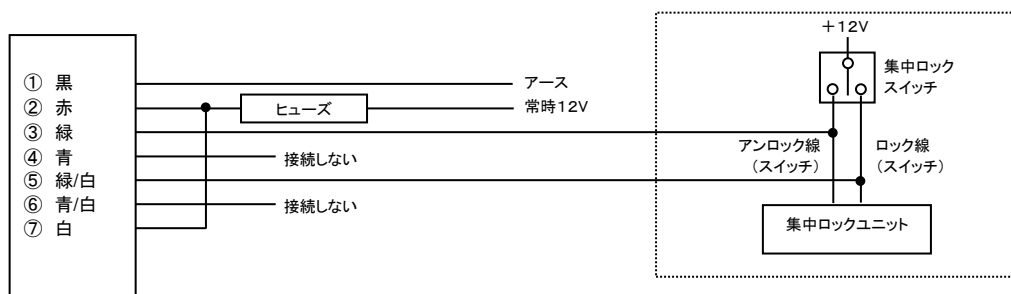 ① 黒
② 赤
③ 緑
④ 青
⑤ 緑/白
⑥ 青/白
⑦ 白
アース
ヒューズ
常時12V
接続しない
接続しない
+12V
集中ロック
スイッチ
アンロック線
(スイッチ)
ロック線
(スイッチ)
集中ロックユニット